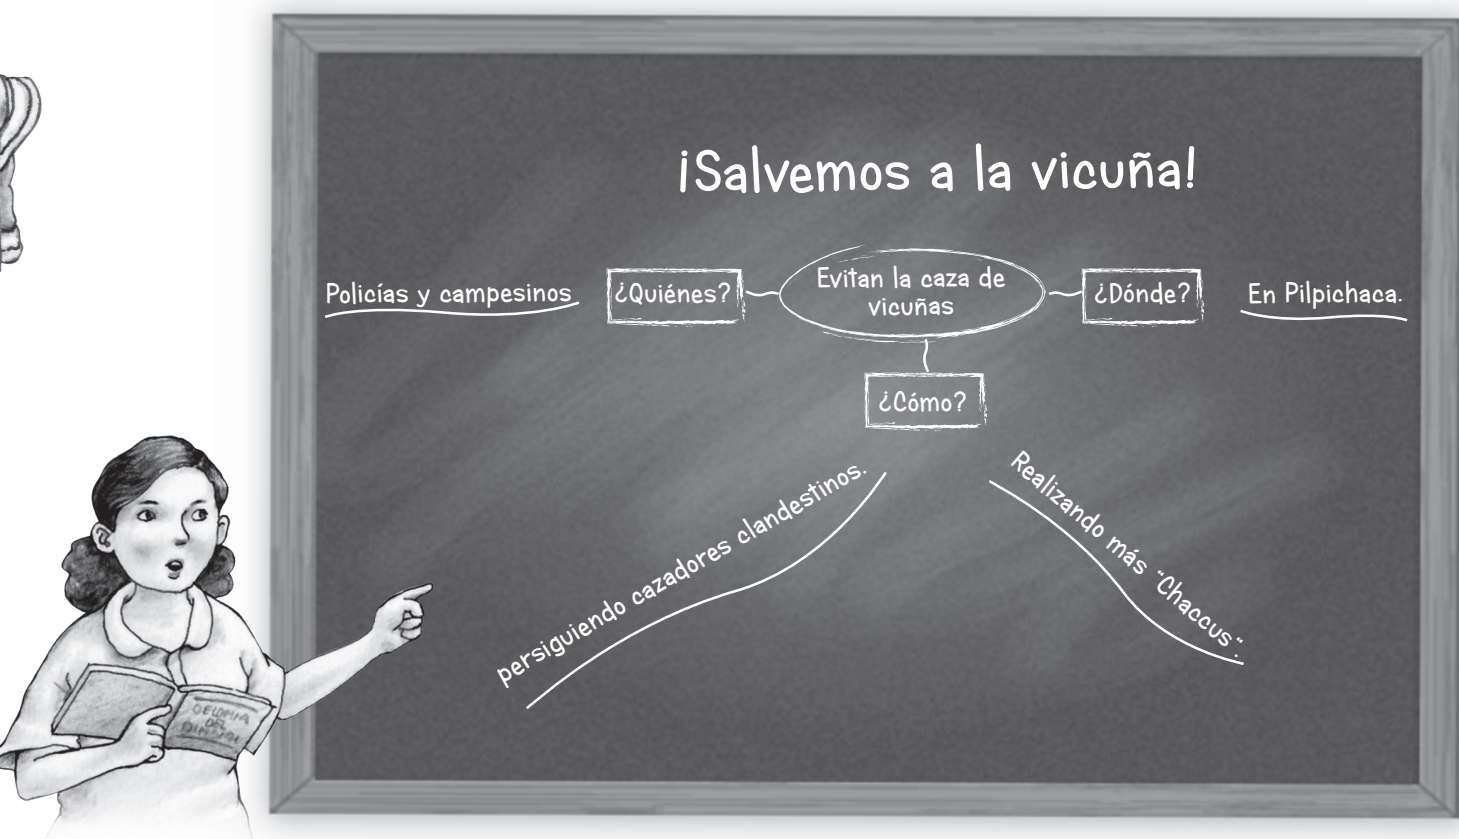 ¡Salvemos a la vicuña!
Policías y campesinos
¿Quiénes?
Evitan la caza de
vicuñas
¿Dónde?
En Pilpichaca.
¿Cómo?
persiguiendo cazadores clandestinos.
Realizando más "Chaccus".